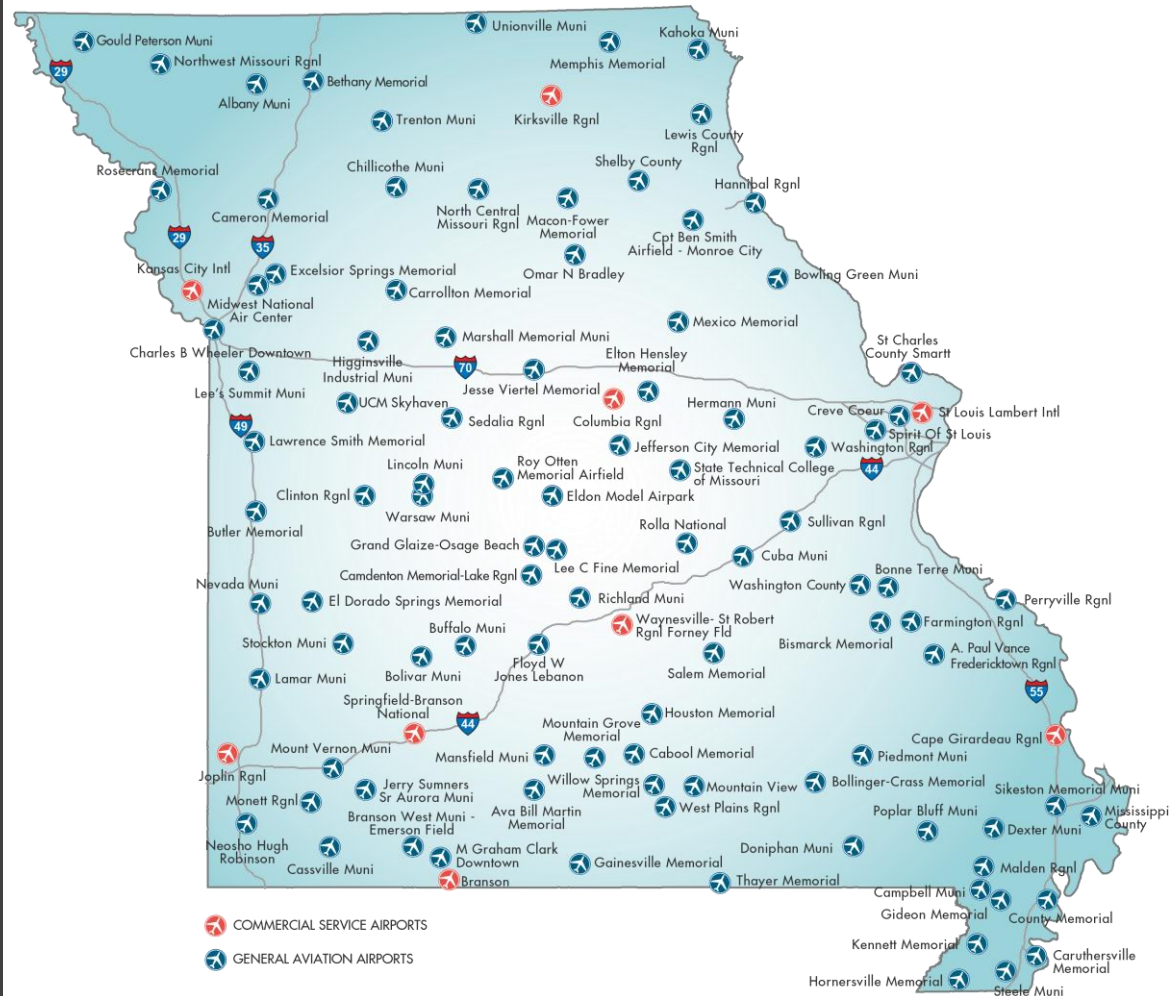 Unionville Muni
Kahoka Muni
Gould Peterson Muni
Northwest Missouri Rgnl
Memphis Memorial
29
Bethany Memorial
Albany Muni
Kirksville Rgnl
Trenton Muni
Lewis County
Rgnl
Shelby County
Chillicothe Muni
Rosecrans Memorial
Hannibal Rgnl
Cameron Memorial
North Central
Missouri Rgnl
Macon-Fower
Memorial
Cpt Ben Smith
Airfield - Monroe City
29
35
Kansas City Intl
Excelsior Springs Memorial
Omar N Bradley
Bowling Green Muni
Carrollton Memorial
Midwest National
Air Center
Mexico Memorial
Marshall Memorial Muni
St Charles
County Smartt
Charles B Wheeler Downtown
Higginsville
Industrial Muni
70
Elton Hensley
Memorial
Jesse Viertel Memorial
Lee's Summit Muni
UCM Skyhaven
Hermann Muni
Creve Coeur
St Louis Lambert Intl
Sedalia Rgnl
Columbia Rgnl
49
Spirit Of St Louis
Lawrence Smith Memorial
Jefferson City Memorial
Washington Rgnl
Lincoln Muni
Roy Otten
Memorial Airfield
State Technical College
of Missouri
44
Clinton Rgnl
Eldon Model Airpark
Warsaw Muni
Butler Memorial
Rolla National
Sullivan Rgnl
Grand Glaize-Osage Beach
Cuba Muni
Lee C Fine Memorial
Camdenton Memorial-Lake Rgnl
Bonne Terre Muni
Nevada Muni
Washington County
El Dorado Springs Memorial
Richland Muni
Perryville Rgnl
Buffalo Muni
Waynesville- St Robert
Rgnl Forney Fld
Farmington Rgnl
Stockton Muni
Bismarck Memorial
Floyd W
Jones Lebanon
A. Paul Vance
Fredericktown Rgnl
Bolivar Muni
Salem Memorial
Lamar Muni
55
Springfield-Branson
National
Houston Memorial
44
Mountain Grove
Memorial
Cape Girardeau Rgnl
Mount Vernon Muni
Mansfield Muni
Cabool Memorial
Piedmont Muni
Joplin Rgnl
Willow Springs
Memorial
Mountain View
Bollinger-Crass Memorial
Jerry Sumners
Sr Aurora Muni
Sikeston Memorial Muni
Monett Rgnl
Ava Bill Martin
Memorial
West Plains Rgnl
Poplar Bluff Muni
Mississippi
County
Branson West Muni -
Emerson Field
Dexter Muni
Neosho Hugh
Robinson
M Graham Clark
Downtown
Doniphan Muni
Cassville Muni
Gainesville Memorial
Malden Rgnl
Branson
Thayer Memorial
Campbell Muni
Gideon Memorial
County Memorial
COMMERCIAL SERVICE AIRPORTS
Kennett Memorial
GENERAL AVIATION AIRPORTS
Caruthersville
Memorial
Hornersville Memorial
Steele Muni